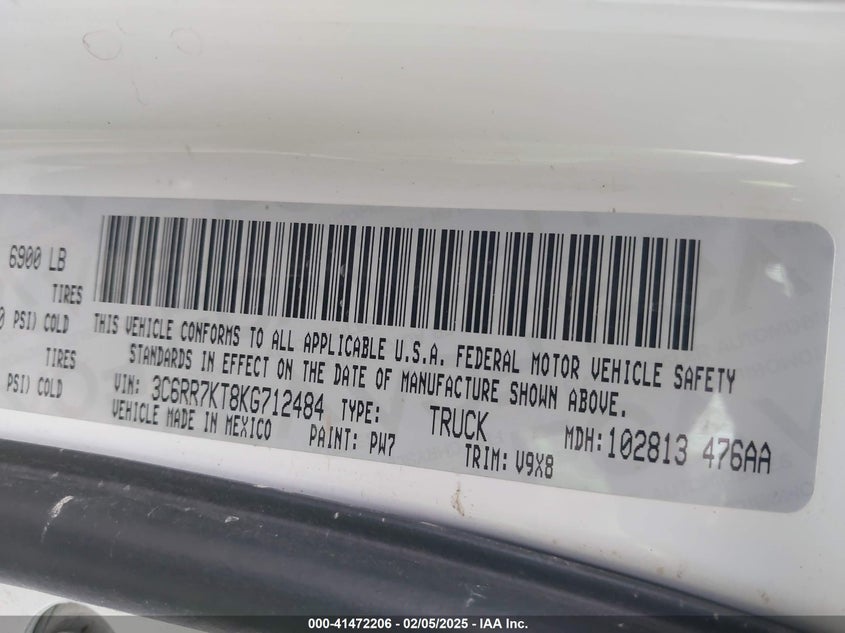 6900 LB
TIRES
0 PSI) COLD
TIRES
PSI) COLD
THIS VEHICLE CONFORMS TO ALL APPLICABLE U.S.A. FEDERAL MOTOR VEHICLE SAFETY
STANDARDS IN EFFECT ON THE DATE OF MANUFACTURE SHOWN ABOVE.
VIN: 3C6RR7KT8KG712484 TYPE: TRUCK MDH:102813 476AA
VEHICLE MADE IN MEXICO PAINT: PW7 TRIM: V9X8
000-41472206 - 02/05/2025 - IAA Inc.